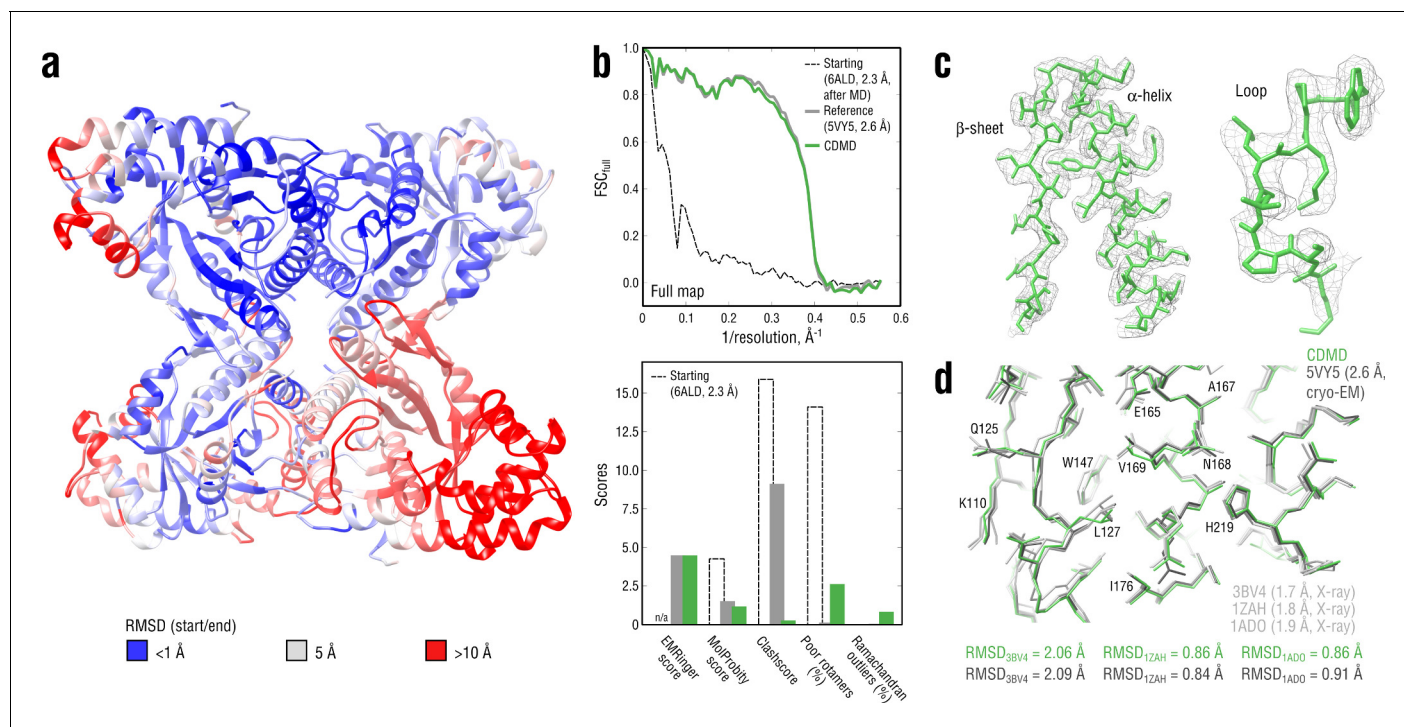 a
RMSD (start/end)
<1 Å
5 Å
>10 Å
b
1.0
0.8
0.6
0.4
0.2
0.0
FSCfull
Starting
(6ALD, 2.3 Å,
after MD)
Reference
(5VY5, 2.6 Å)
CDMD
Full map
0 0.1 0.2 0.3 0.4 0.5 0.6
1/resolution, Å-1
15.0
12.5
10.0
7.5
5.0
2.5
0
Scores
Starting
(6ALD, 2.3 Å)
n/a
EMRinger
score
MolProbity
score
Clashscore
Poor rotamers
(%)
Ramachandran
outliers (%)
c
β-sheet
α-helix
Loop
d
CDMD
5VY5 (2.6 Å,
cryo-EM)
A167
E165
Q125
W147
V169
N168
K110
L127
H219
I176
3BV4 (1.7 Å, X-ray)
1ZAH (1.8 Å, X-ray)
1ADO (1.9 Å, X-ray)
RMSD3BV4 = 2.06 Å RMSD1ZAH = 0.86 Å RMSD1ADO = 0.86 Å
RMSD3BV4 = 2.09 Å RMSD1ZAH = 0.84 Å RMSD1ADO = 0.91 Å